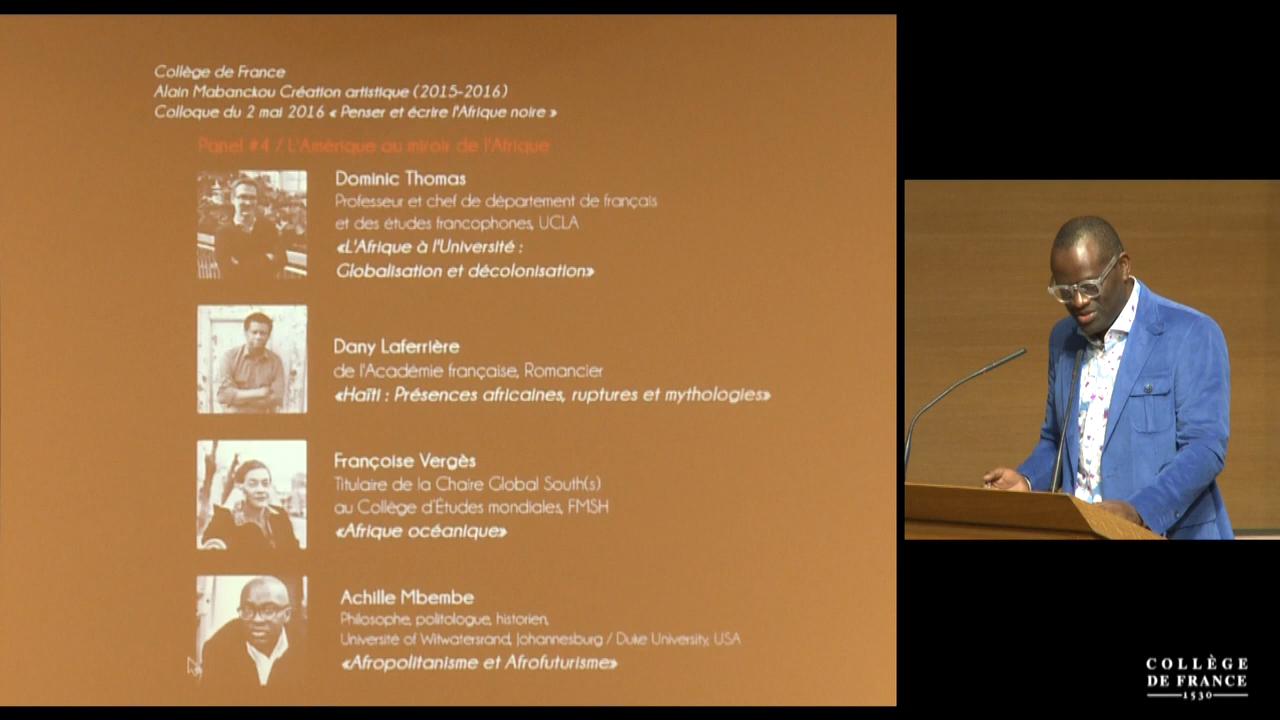 Collège de France
Alain Mabanckou Création artistique (2015-2016)
Colloque du 2 mai 2016 « Penser et écrire l'Afrique noire »
Panel #4 / L'Amérique au miroir de l'Afrique
Dominic Thomas
Professeur et chef de département de français
et des études francophones, UCLA
«L'Afrique à l'Université :
Globalisation et décolonisation»
Dany Laferrière
de l'Académie française, Romancier
«Haïti : Présences africaines, ruptures et mythologies»
Françoise Vergès
Titulaire de la Chaire Global South(s)
au Collège d'Études mondiales, FMSH
«Afrique océanique»
Achille Mbembe
Philosophe, politologue, historien,
Université of Witwatersrand, Johannesburg / Duke University, USA
«Afropolitanisme et Afrofuturisme»
COLLÈGE
DE FRANCE
1530